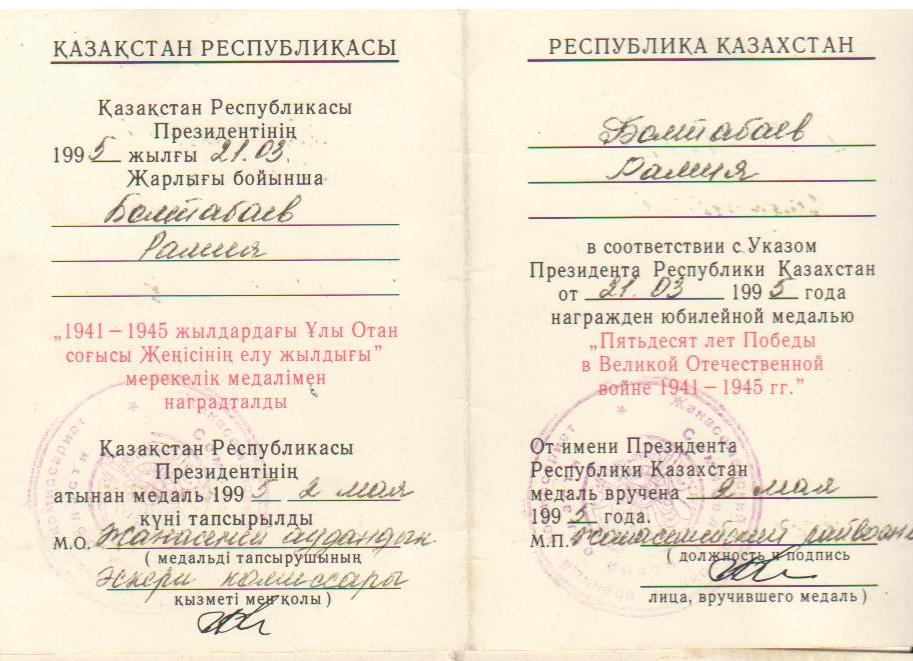 ҚАЗАҚСТАН РЕСПУБЛИКАСЫ
Қазақстан Республикасы
Президентінің
1995 жылғы 21.03.
Жарлығы бойынша
Болтабаев
Рамия
„1941 – 1945 жылдардағы Ұлы Отан
соғысы Жеңісінің елу жылдығы”
мерекелік медалімен
наградталды
Қазақстан Республикасы
Президентінің
атынан медаль 1995 2 мая
күні тапсырылды
М.О. Жанасемей аудандық
( медальді тапсырушының
Әскери комиссары
қызметі мен қолы )
РЕСПУБЛИКА КАЗАХСТАН
Болтабаев
Рамия
в соответствии с Указом
Президента Республики Казахстан
от 21.03 1995 года
награжден юбилейной медалью
„Пятьдесят лет Победы
в Великой Отечественной
войне 1941 – 1945 гг.”
От имени Президента
Республики Казахстан
медаль вручена 2 мая
1995 года.
М.П. Жанасемейский райвоен
( должность и подпись
лица, вручившего медаль )